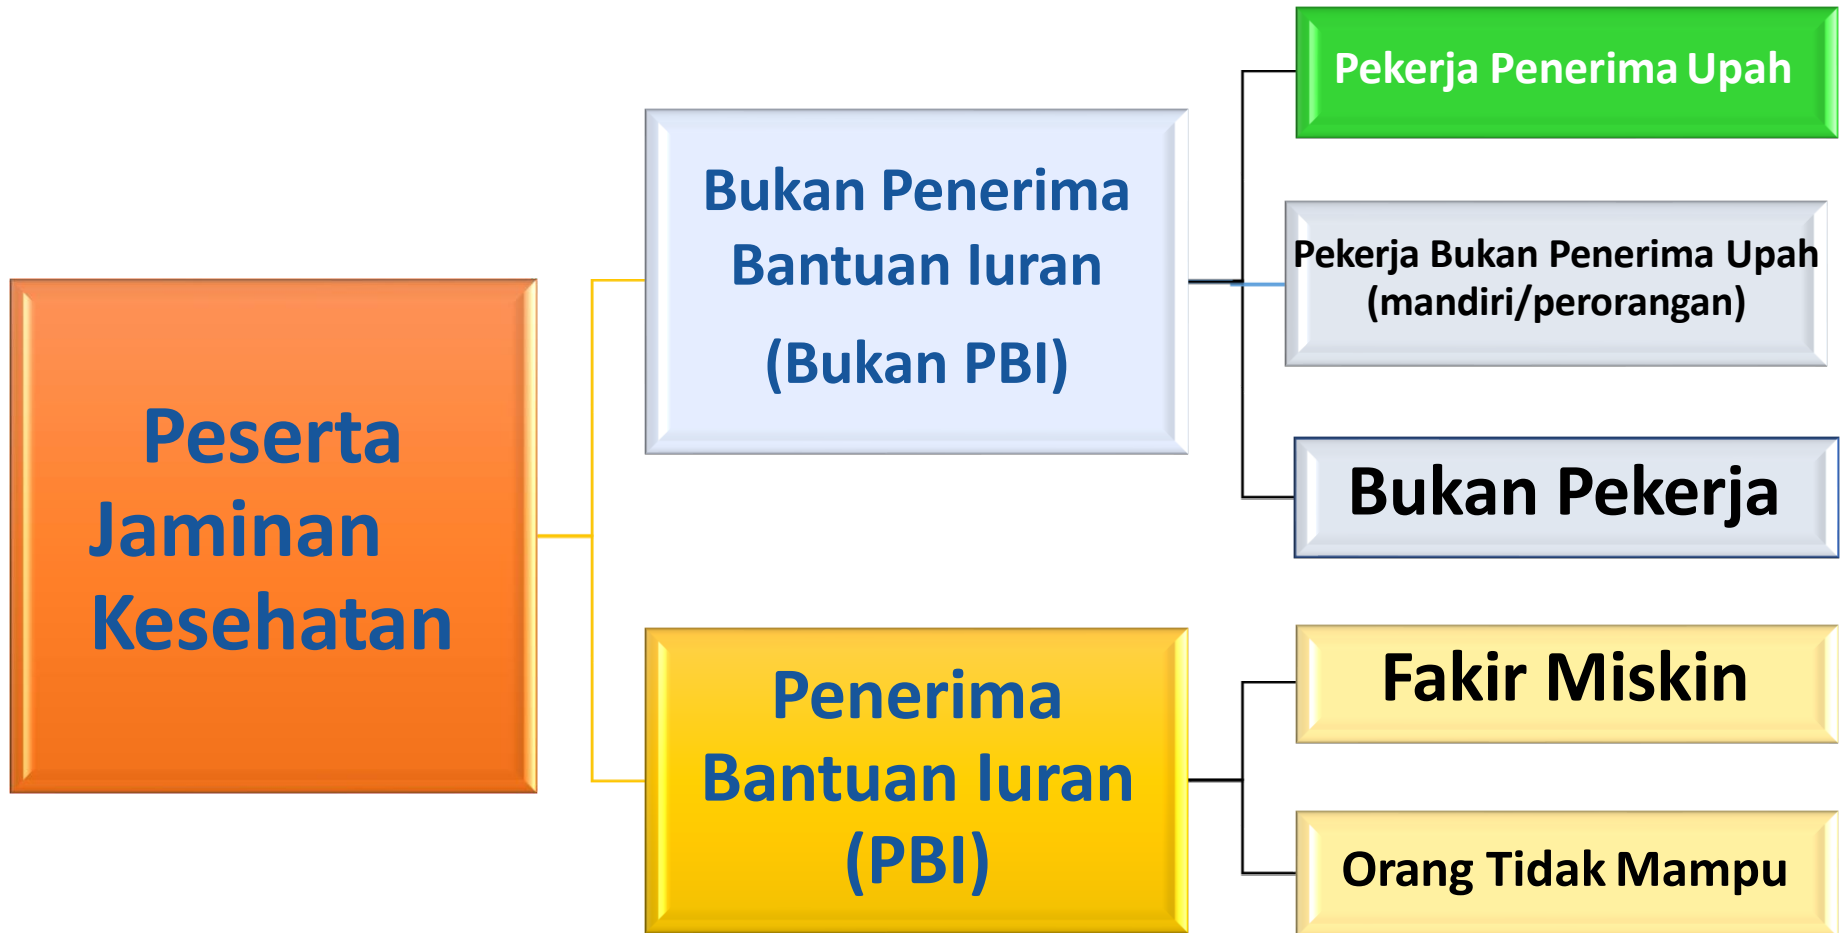 Peserta
Jaminan
Kesehatan
Bukan Penerima
Bantuan Iuran
(Bukan PBI)
Pekerja Penerima Upah
Pekerja Bukan Penerima Upah
(mandiri/perorangan)
Bukan Pekerja
Penerima
Bantuan Iuran
(PBI)
Fakir Miskin
Orang Tidak Mampu